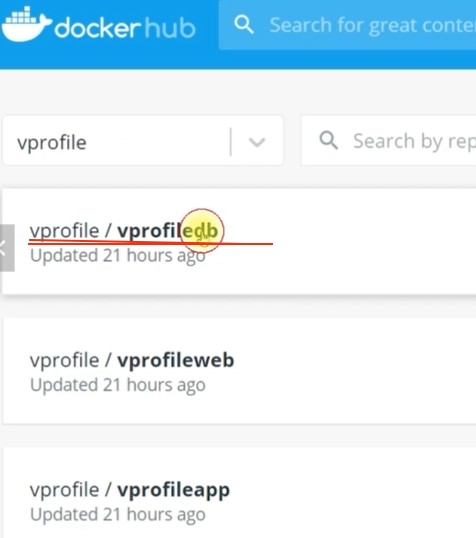 dockerhub
Search for great conte
vprofile
Search by rep
vprofile / vprofiledb
Updated 21 hours ago
vprofile / vprofileweb
Updated 21 hours ago
vprofile / vprofileapp
Updated 21 hours ago